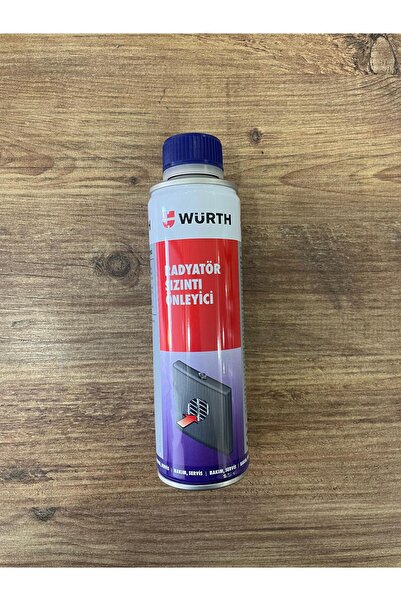 WÜRTH
RADYATÖR
SIZINTI
ÖNLEYİCİ
BAKIM, SERVİS | BAKIM, SERVİS